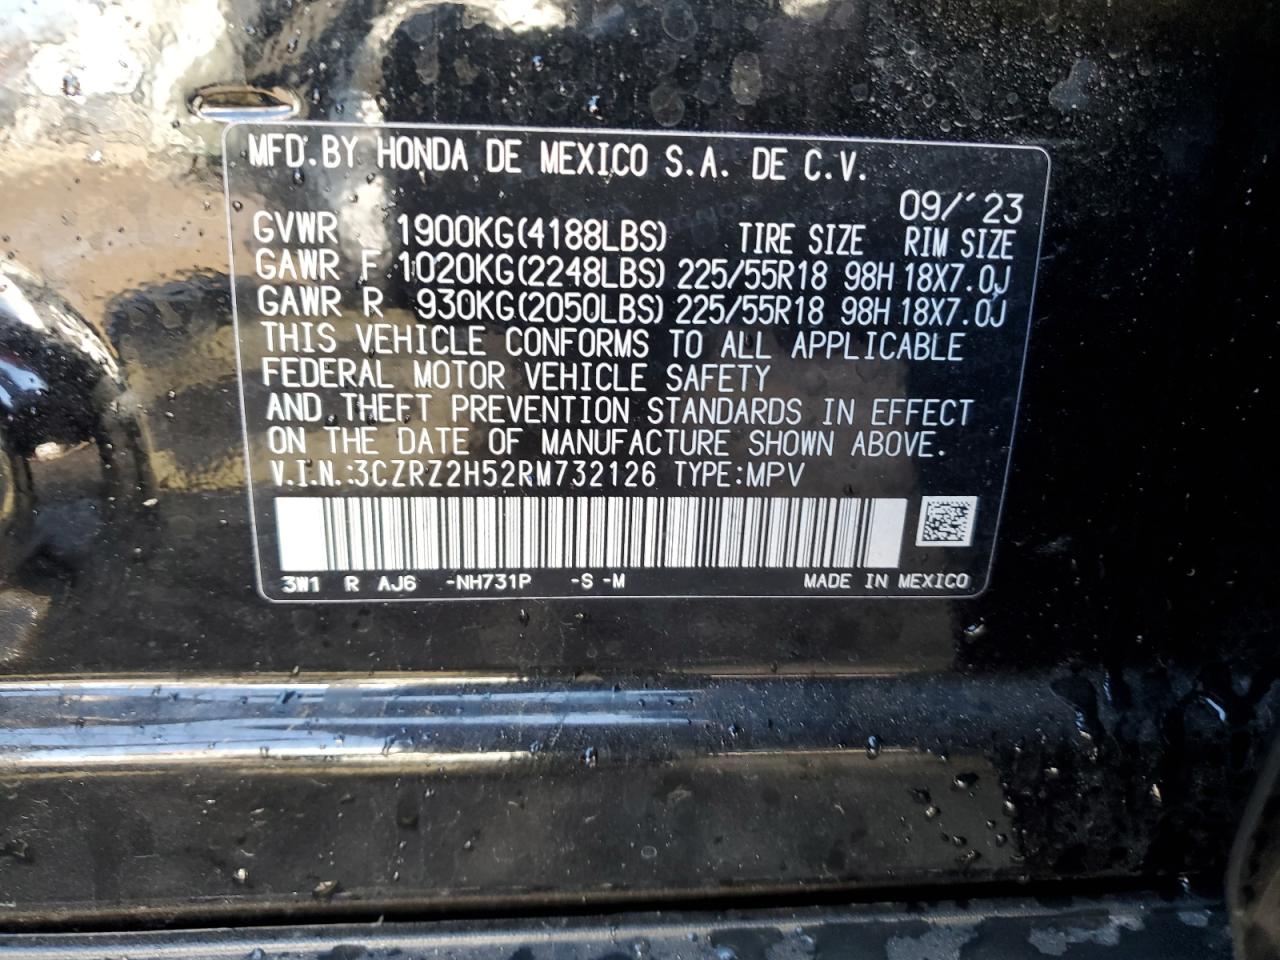 MFD.BY HONDA DE MEXICO S.A. DE C.V.
09/'23
GVWR 1900KG(4188LBS) TIRE SIZE RIM SIZE
GAWR F 1020KG(2248LBS) 225/55R18 98H 18X7.0J
GAWR R 930KG(2050LBS) 225/55R18 98H 18X7.0J
THIS VEHICLE CONFORMS TO ALL APPLICABLE
FEDERAL MOTOR VEHICLE SAFETY
AND THEFT PREVENTION STANDARDS IN EFFECT
ON THE DATE OF MANUFACTURE SHOWN ABOVE.
V.I.N.:3CZRZ2H52RM732126 TYPE:MPV
3W1 R AJ6 -NH731P -S -M MADE IN MEXICO